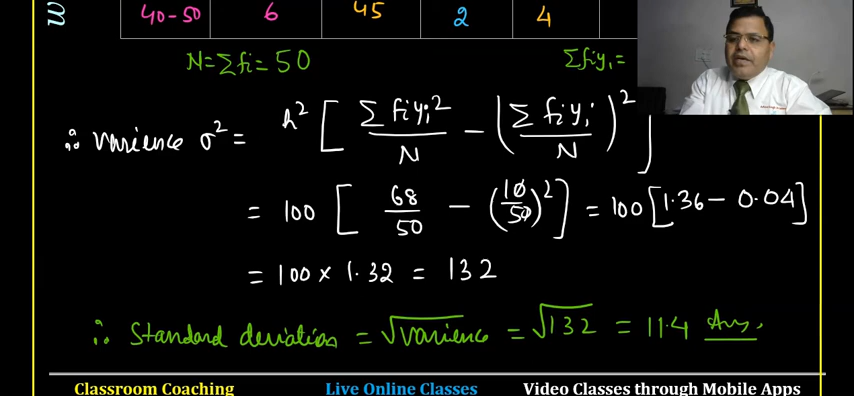 40-50 6 45 2 4
N = Σfi = 50 Σfiyi =
∴ varience σ² = h² [ Σfiyi²/N - (Σfiyi/N)² ]
= 100 [ 68/50 - (10/50)² ] = 100 [1.36 - 0.04]
= 100 × 1.32 = 132
∴ Standard deviation = √varience = √132 = 11.4 Ans.
Classroom Coaching Live Online Classes Video Classes through Mobile Apps